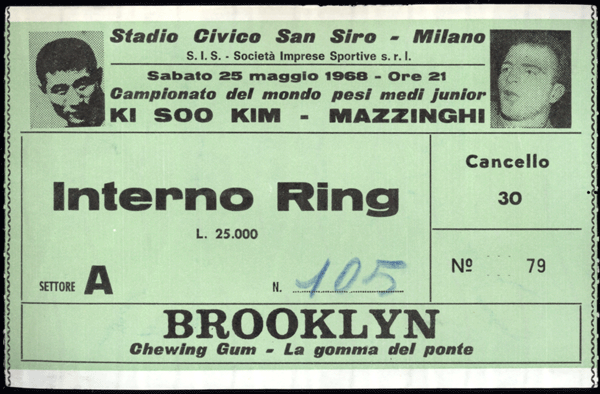 Stadio Civico San Siro - Milano
S. I. S. - Società Imprese Sportive s. r. l.
Sabato 25 maggio 1968 - Ore 21
Campionato del mondo pesi medi junior
KI SOO KIM - MAZZINGHI
Interno Ring
L. 25.000
SETTORE A
N. 105
Cancello
30
Nº 79
BROOKLYN
Chewing Gum - La gomma del ponte